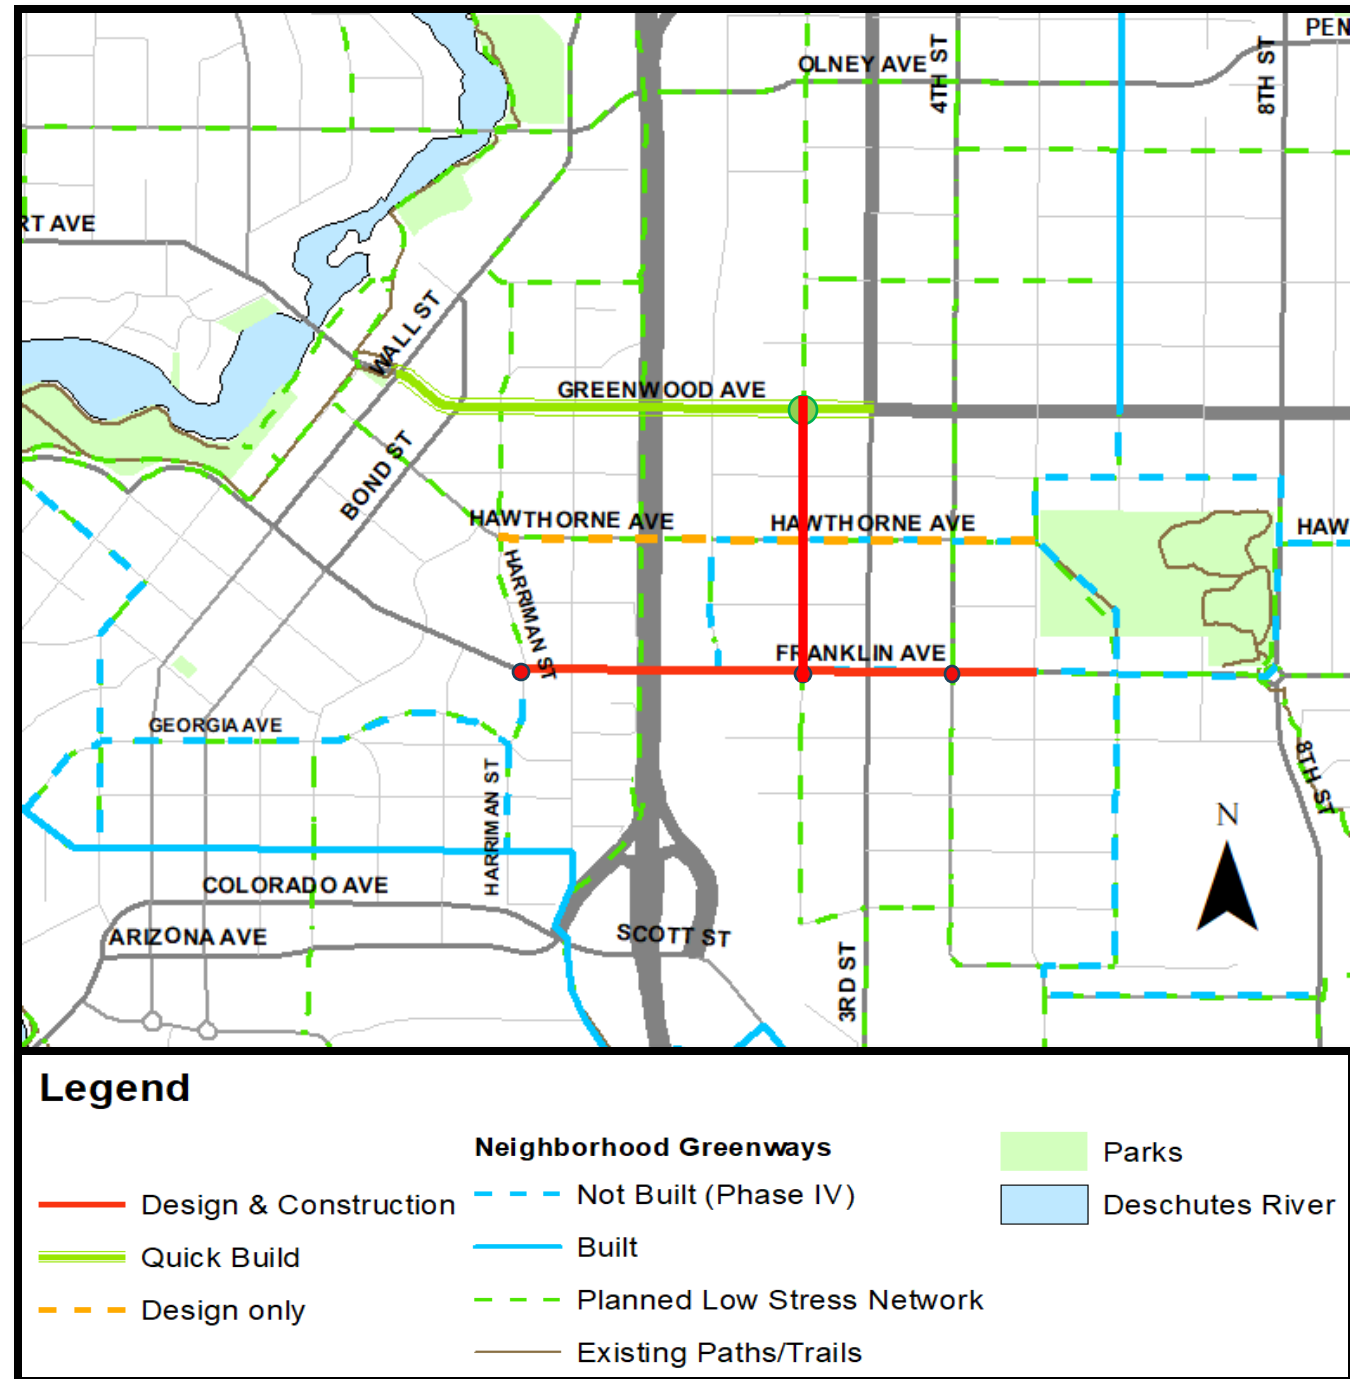 PEN
OLNEY AVE
4TH ST
8TH ST
RT AVE
WALL ST
GREENWOOD AVE
BOND ST
HAWTHORNE AVE
HAWTHORNE AVE
HAW
HARRIMAN ST
FRANKLIN AVE
GEORGIA AVE
HARRIMAN ST
8TH ST
N
COLORADO AVE
ARIZONA AVE
SCOTT ST
3RD ST
Legend
Design & Construction
Quick Build
Design only
Neighborhood Greenways
Not Built (Phase IV)
Built
Planned Low Stress Network
Existing Paths/Trails
Parks
Deschutes River